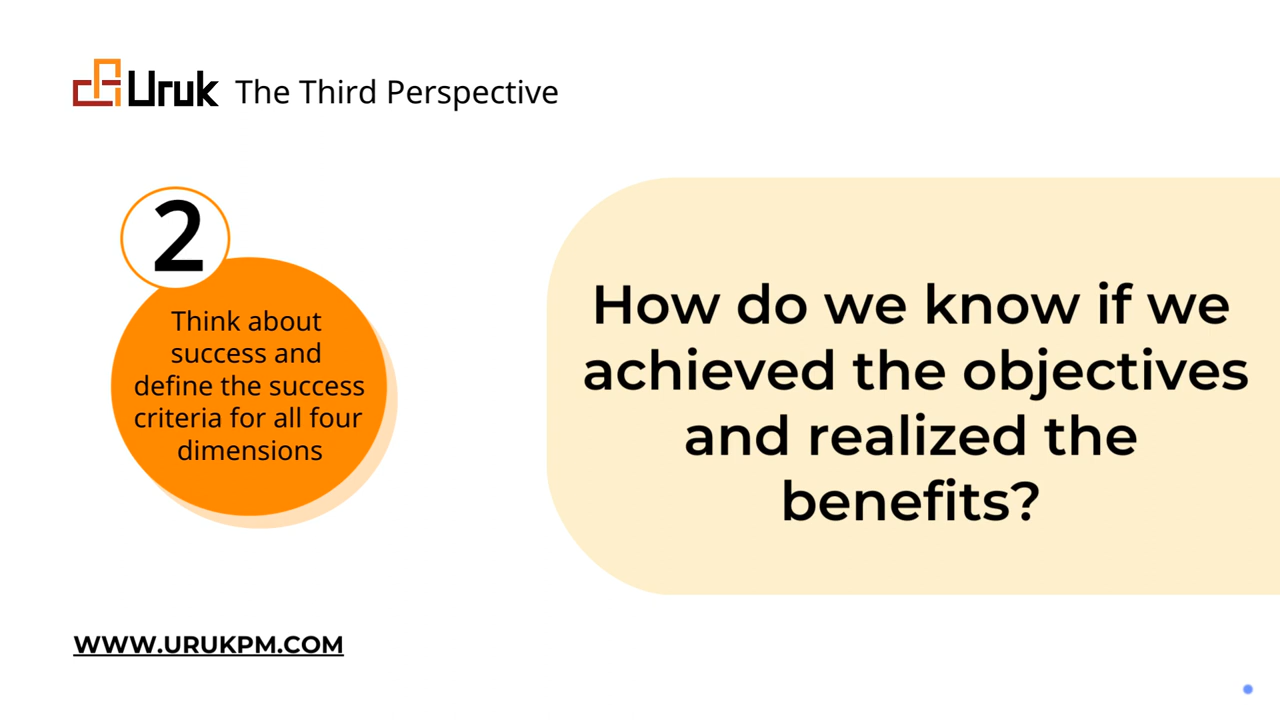 Uruk The Third Perspective
2
Think about
success and
define the success
criteria for all four
dimensions
How do we know if we
achieved the objectives
and realized the
benefits?
WWW.URUKPM.COM